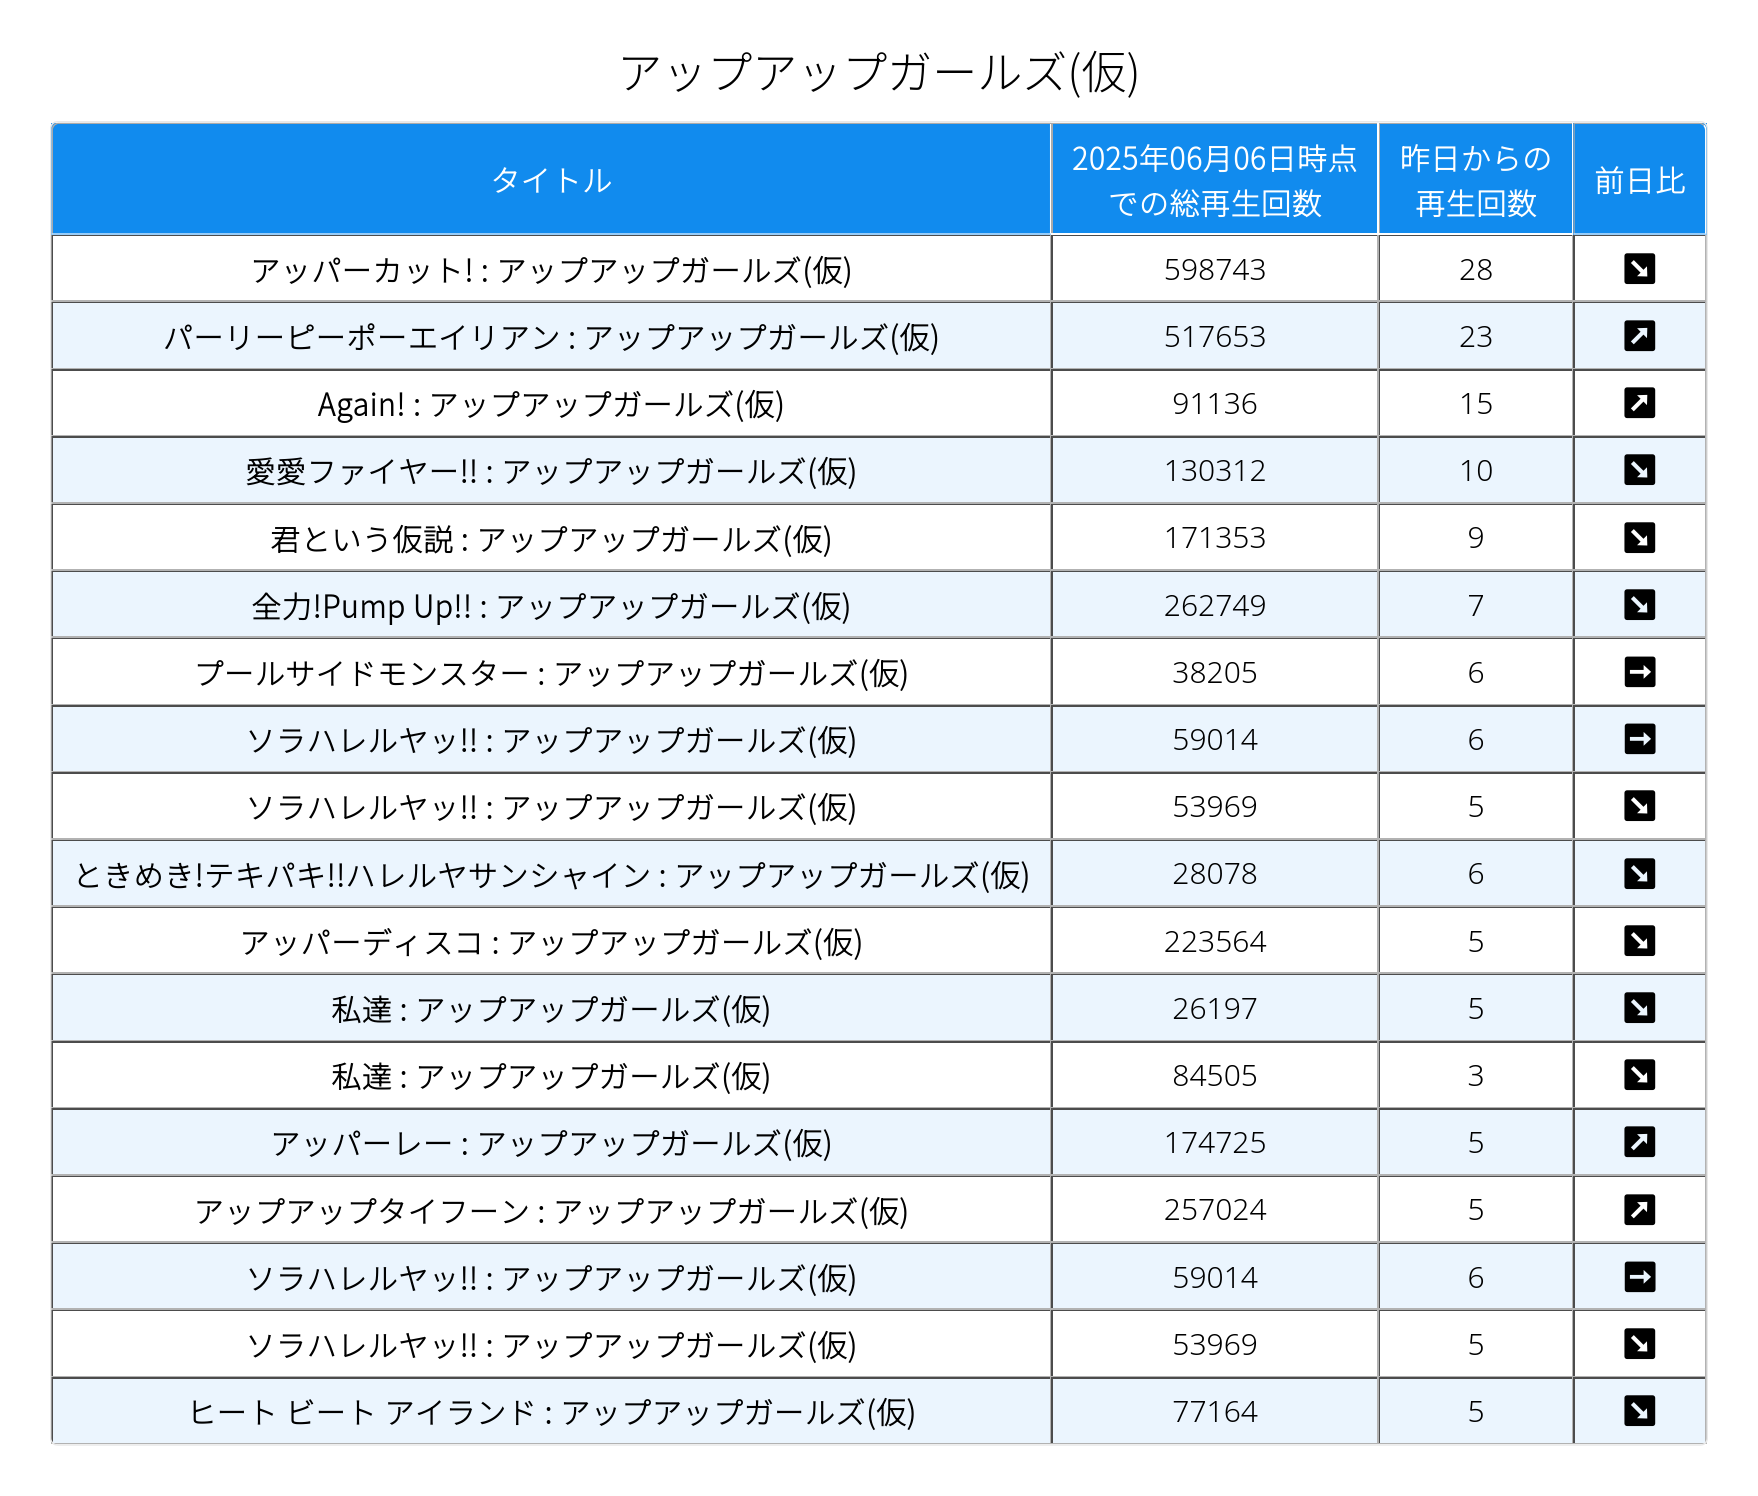 アップアップガールズ(仮)
タイトル
2025年06月06日時点
での総再生回数
昨日からの
再生回数
前日比
アッパーカット! : アップアップガールズ(仮) 598743 28
パーリーピーポーエイリアン : アップアップガールズ(仮) 517653 23
Again! : アップアップガールズ(仮) 91136 15
愛愛ファイヤー!! : アップアップガールズ(仮) 130312 10
君という仮説 : アップアップガールズ(仮) 171353 9
全力!Pump Up!! : アップアップガールズ(仮) 262749 7
プールサイドモンスター : アップアップガールズ(仮) 38205 6
ソラハレルヤッ!! : アップアップガールズ(仮) 59014 6
ソラハレルヤッ!! : アップアップガールズ(仮) 53969 5
ときめき!テキパキ!!ハレルヤサンシャイン : アップアップガールズ(仮) 28078 6
アッパーディスコ : アップアップガールズ(仮) 223564 5
私達 : アップアップガールズ(仮) 26197 5
私達 : アップアップガールズ(仮) 84505 3
アッパーレー : アップアップガールズ(仮) 174725 5
アップアップタイフーン : アップアップガールズ(仮) 257024 5
ソラハレルヤッ!! : アップアップガールズ(仮) 59014 6
ソラハレルヤッ!! : アップアップガールズ(仮) 53969 5
ヒート ビート アイランド : アップアップガールズ(仮) 77164 5